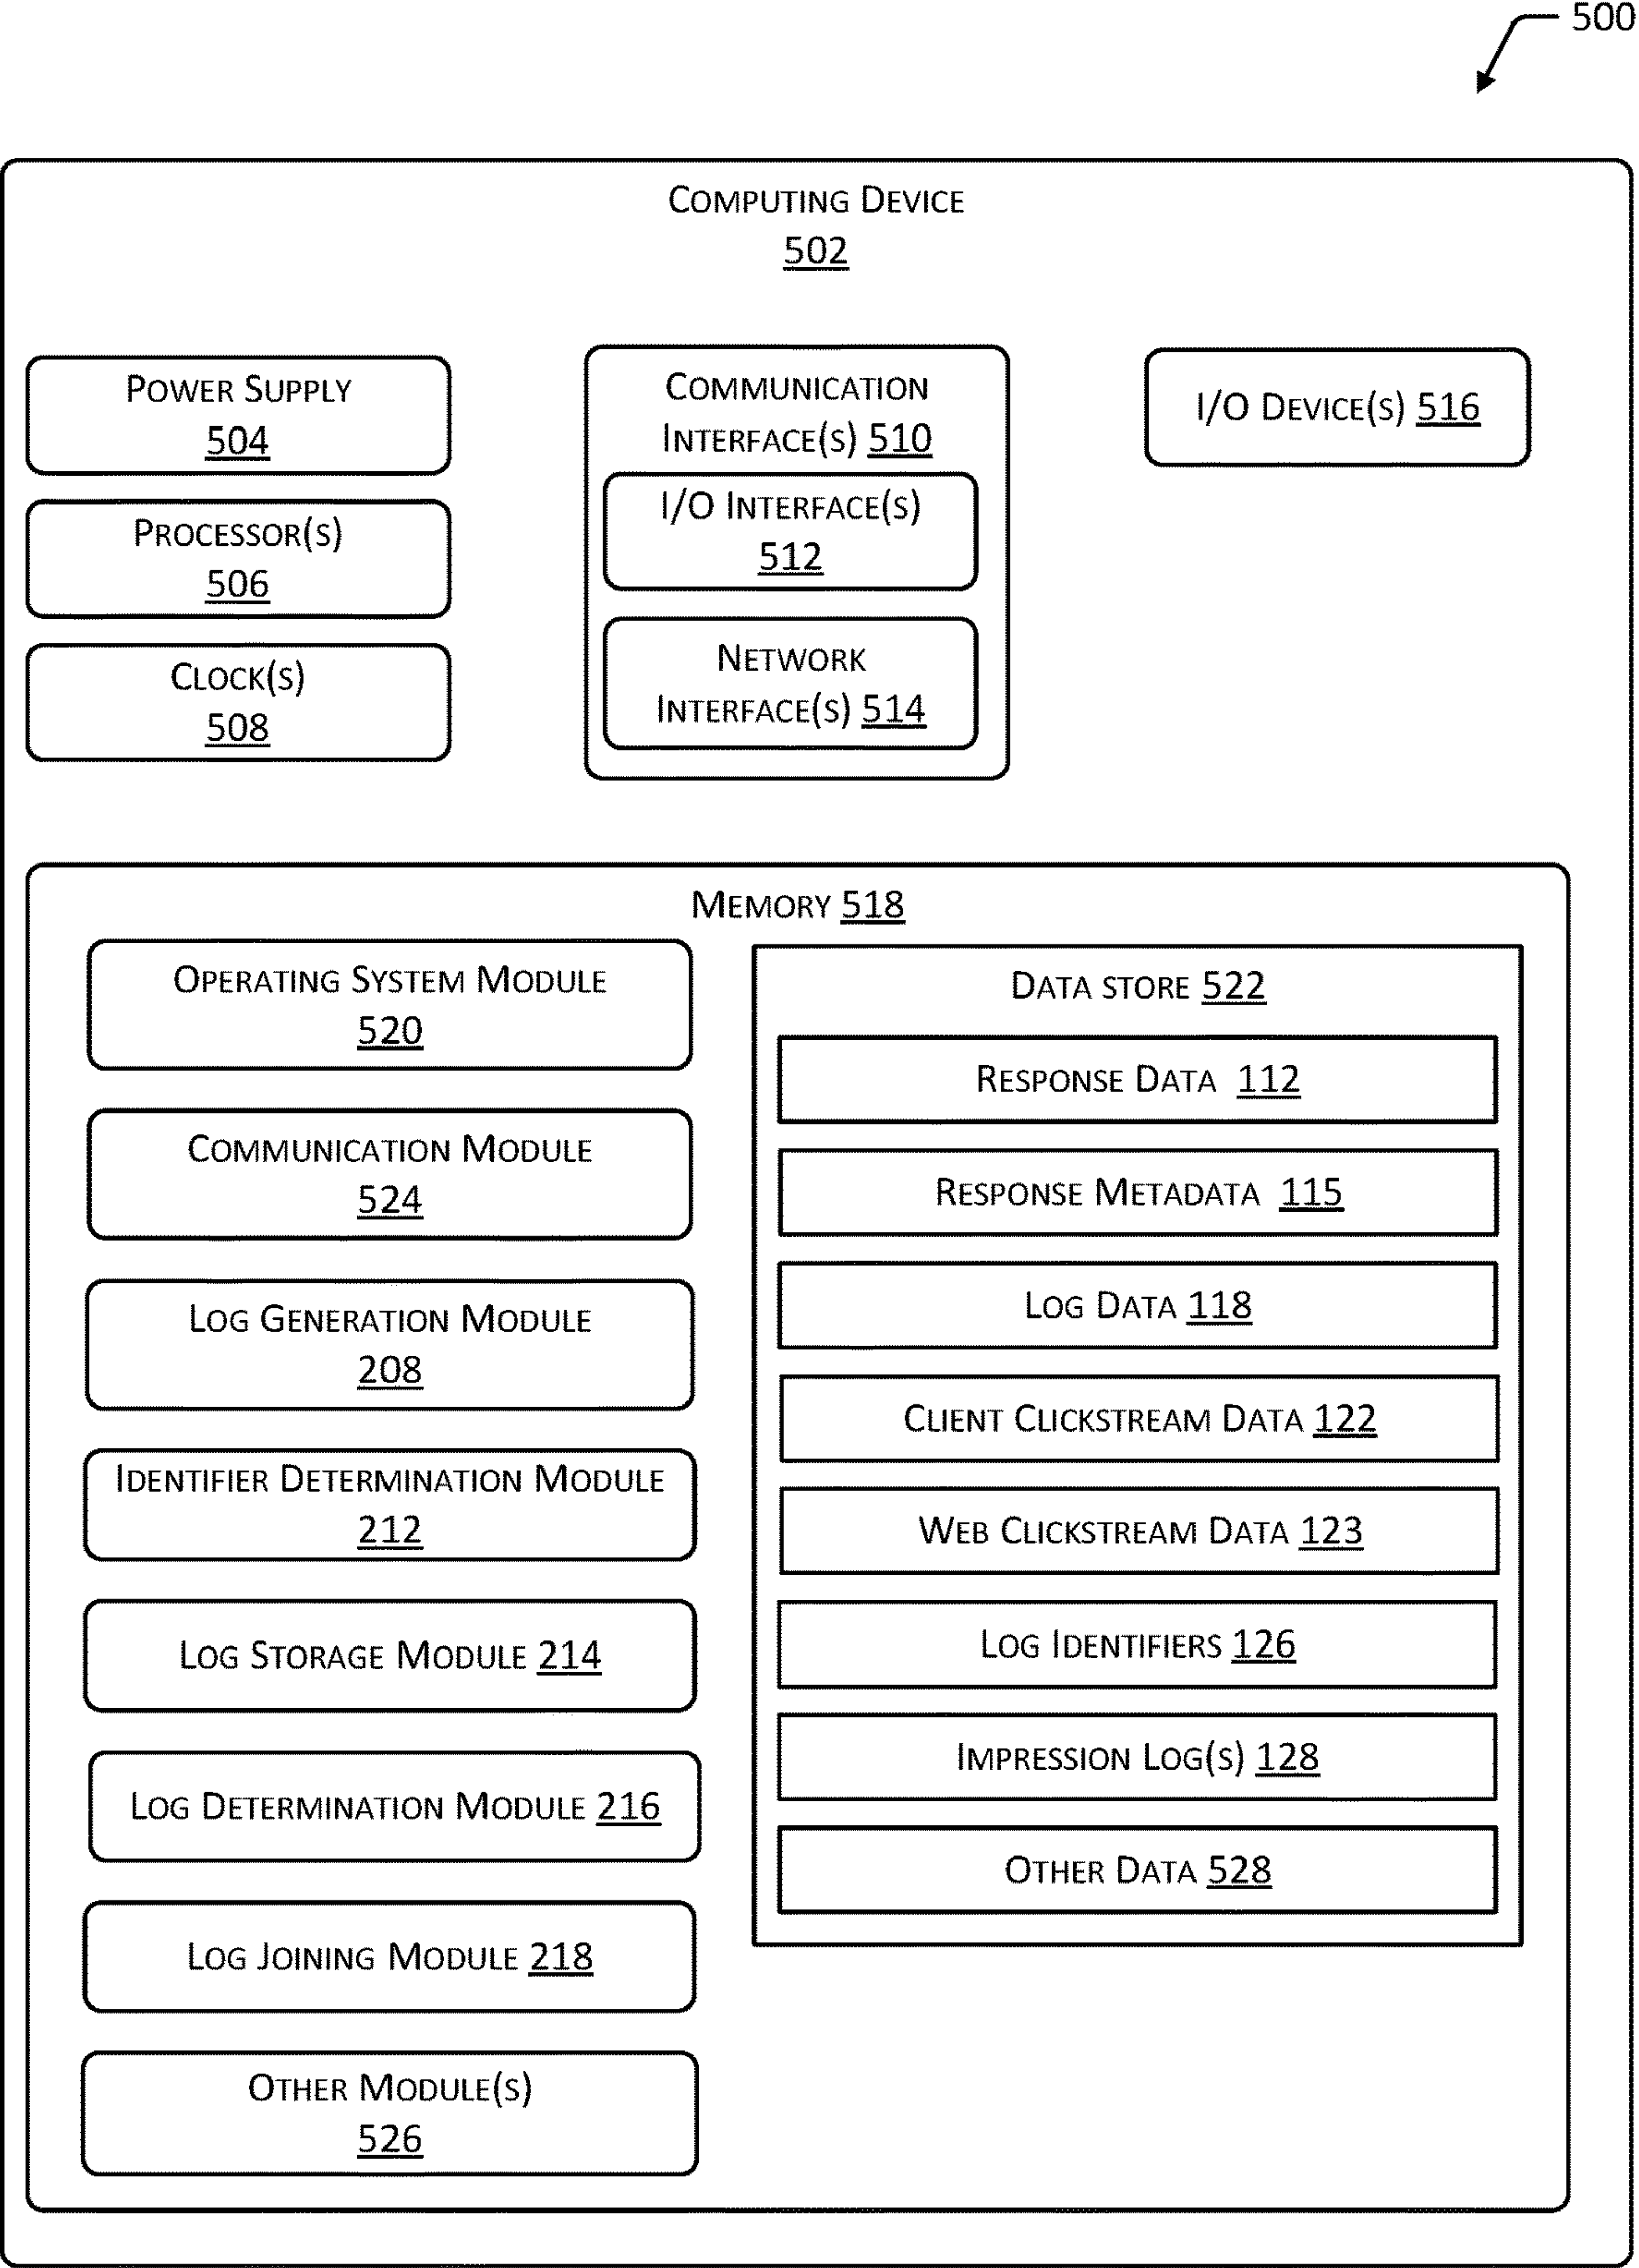 500
COMPUTING DEVICE
502
POWER SUPPLY
504
PROCESSOR(S)
506
CLOCK(S)
508
COMMUNICATION
INTERFACE(S) 510
I/O INTERFACE(S)
512
NETWORK
INTERFACE(S) 514
I/O DEVICE(S) 516
MEMORY 518
OPERATING SYSTEM MODULE
520
COMMUNICATION MODULE
524
LOG GENERATION MODULE
208
IDENTIFIER DETERMINATION MODULE
212
LOG STORAGE MODULE 214
LOG DETERMINATION MODULE 216
LOG JOINING MODULE 218
OTHER MODULE(S)
526
DATA STORE 522
RESPONSE DATA 112
RESPONSE METADATA 115
LOG DATA 118
CLIENT CLICKSTREAM DATA 122
WEB CLICKSTREAM DATA 123
LOG IDENTIFIERS 126
IMPRESSION LOG(S) 128
OTHER DATA 528